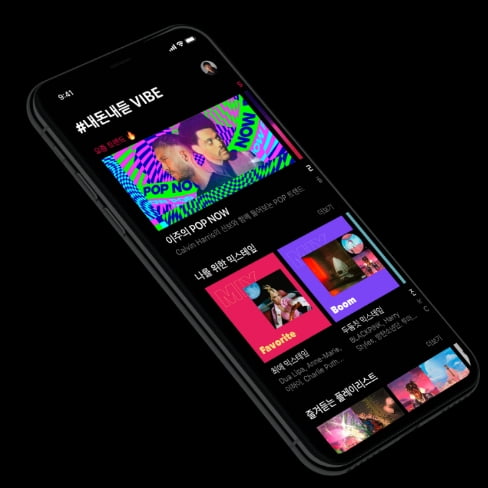 9:41
#내돈내듣 VIBE
요즘 트렌드🔥
POP NOW
NOW
이주의 POP NOW
Calvin Harris의 신보와 함께 들어보는 POP 트렌드
나를 위한 믹스테잎
더보기
MIX
Favorite
Boom
최애 믹스테잎
Dua Lipa, Anne-Marie,
이하이, Charlie Puth...
두둠칫 믹스테잎
BLACKPINK, Harry
Styles, 방탄소년단, 투어...
즐겨듣는 플레이리스트
더보기